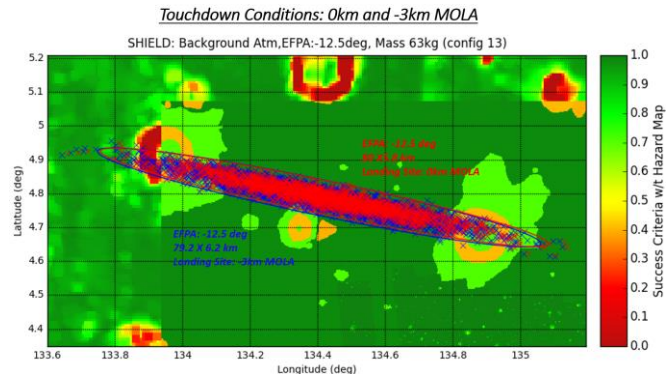 Touchdown Conditions: 0km and -3km MOLA
SHIELD: Background Atm,EFPA:-12.5deg, Mass 63kg (config 13)
5.2
5.1
5
4.9
4.8
4.7
4.6
4.5
4.4
Latitude (deg)
EFPA: -12.5 deg
Landing Site: 0km MOLA
EFPA: -12.5 deg
79.2 X 6.2 km
Landing Site: -3km MOLA
133.6
133.8
134
134.2
134.4
134.6
134.8
135
Longitude (deg)
1.0
0.9
0.8
0.7
0.6
0.5
0.4
0.3
0.2
0.1
0.0
Success Criteria w/t Hazard Map